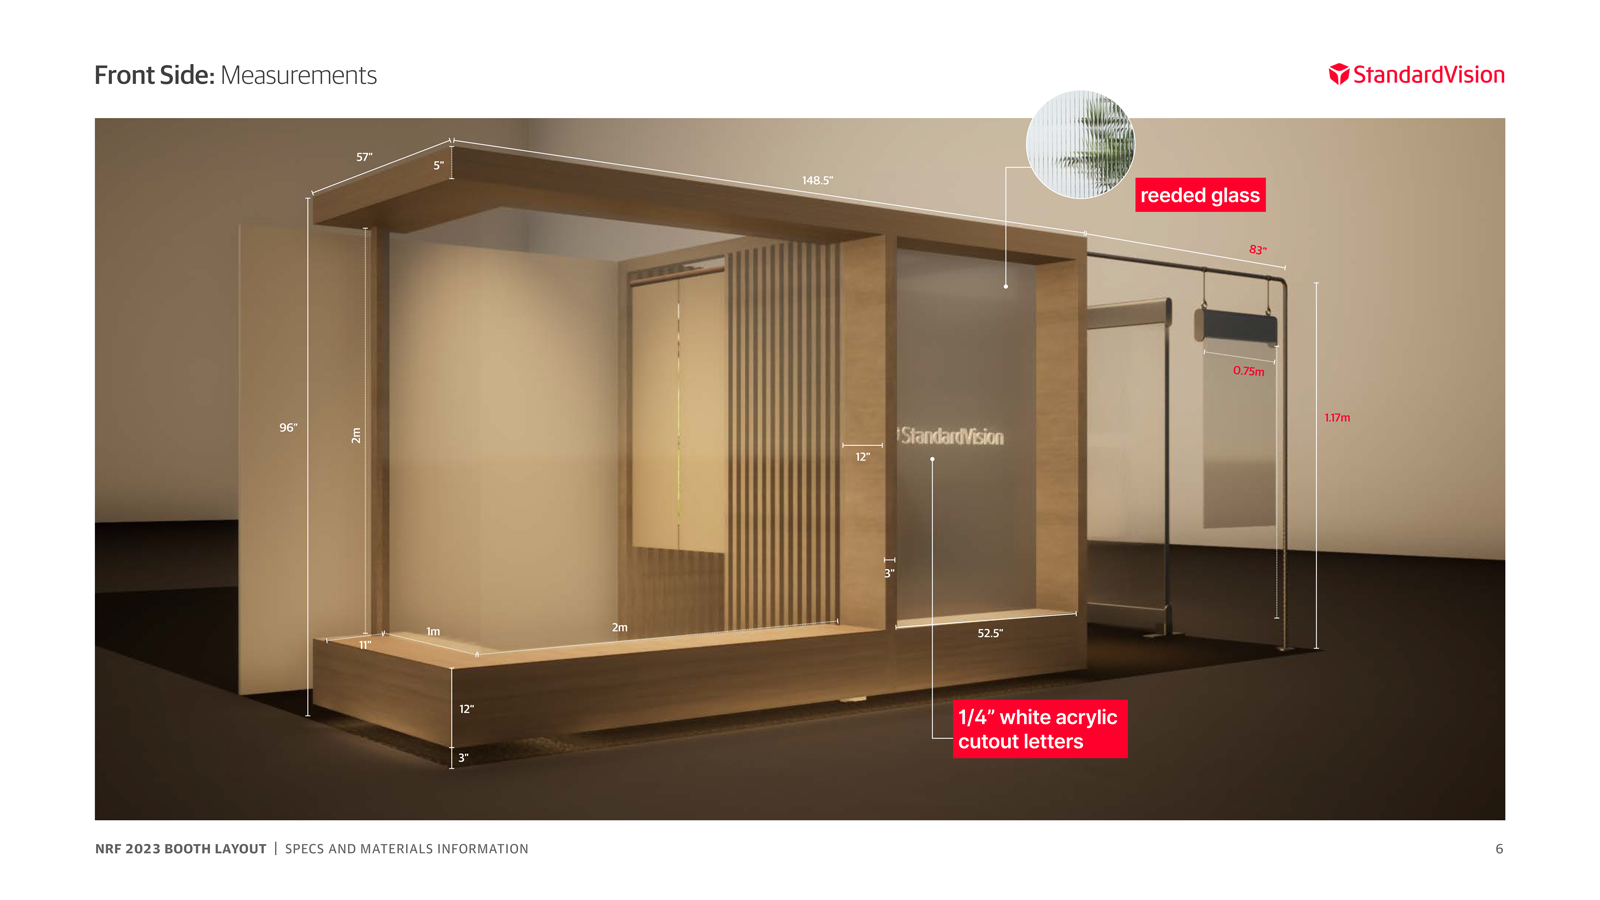 Front Side: Measurements
StandardVision
57"
5"
148.5"
reeded glass
83"
0.75m
1.17m
96"
2m
StandardVision
12"
3"
11"
1m
2m
52.5"
12"
3"
1/4" white acrylic
cutout letters
NRF 2023 BOOTH LAYOUT | SPECS AND MATERIALS INFORMATION
6